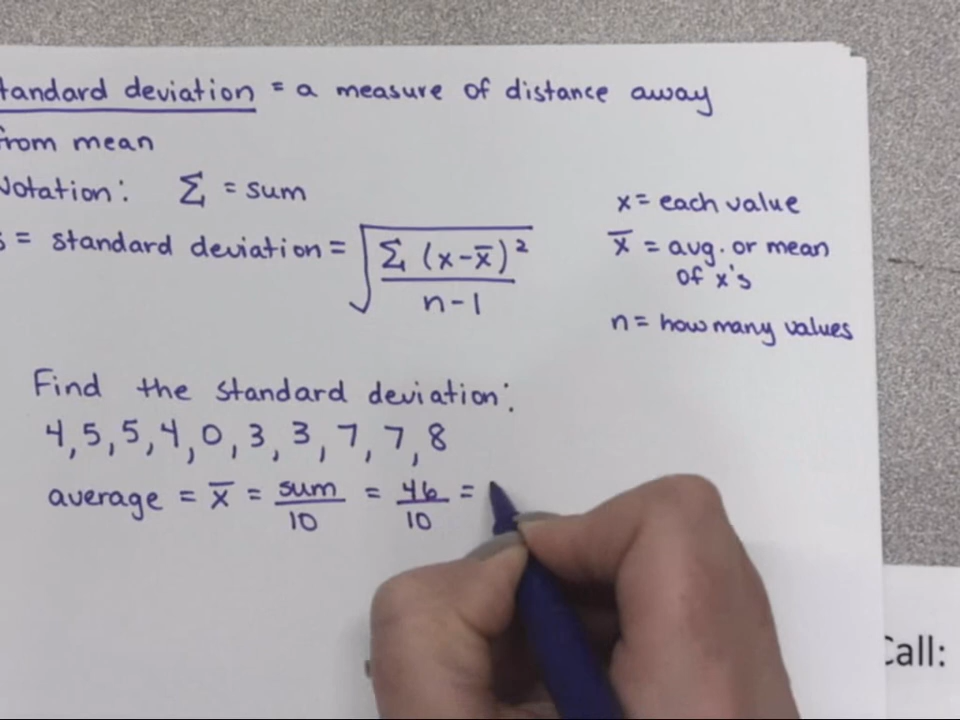 tandard deviation = a measure of distance away
from mean
Notation: Σ = sum
x = each value
s = standard deviation = √(Σ (x-x̄)² / n-1)
x̄ = avg. or mean
of x's
n = how many values
Find the standard deviation:
4, 5, 5, 4, 0, 3, 3, 7, 7, 8
average = x̄ = sum/10 = 46/10 =
Call: